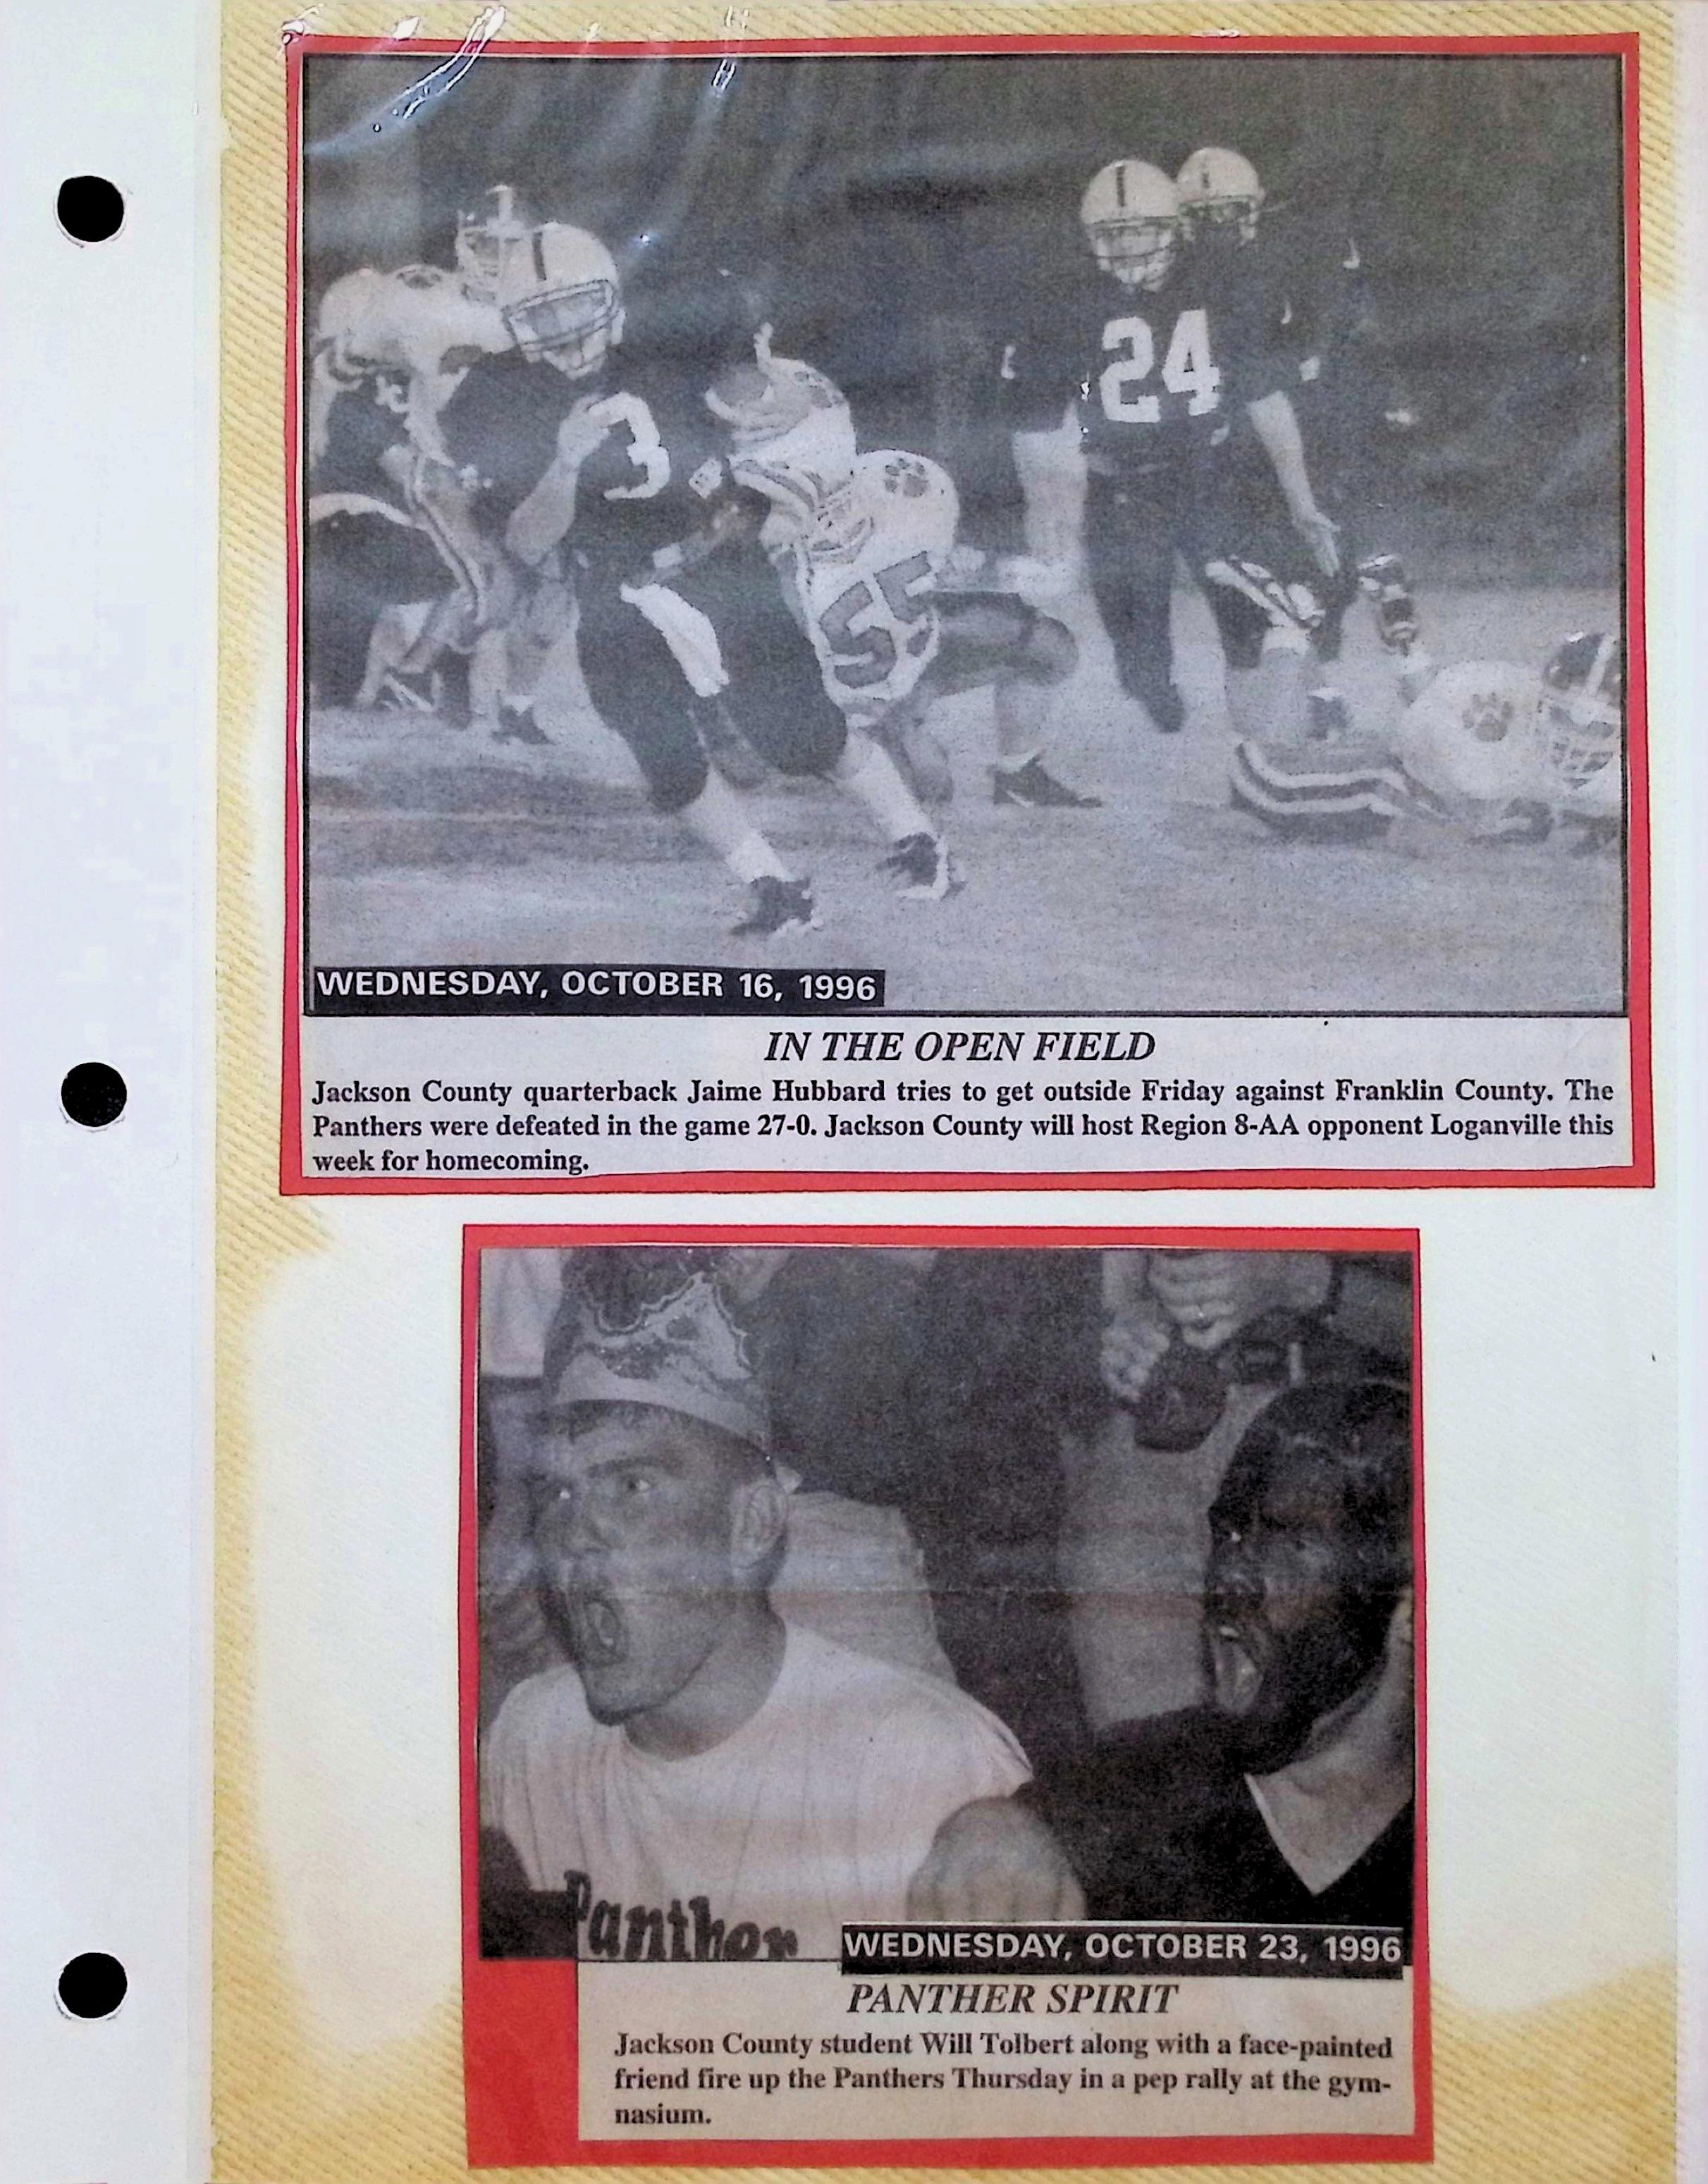 3
24
55
WEDNESDAY, OCTOBER 16, 1996
IN THE OPEN FIELD
Jackson County quarterback Jaime Hubbard tries to get outside Friday against Franklin County. The
Panthers were defeated in the game 27-0. Jackson County will host Region 8-AA opponent Loganville this
week for homecoming.
Panther
WEDNESDAY, OCTOBER 23, 1996
PANTHER SPIRIT
Jackson County student Will Tolbert along with a face-painted
friend fire up the Panthers Thursday in a pep rally at the gym-
nasium.